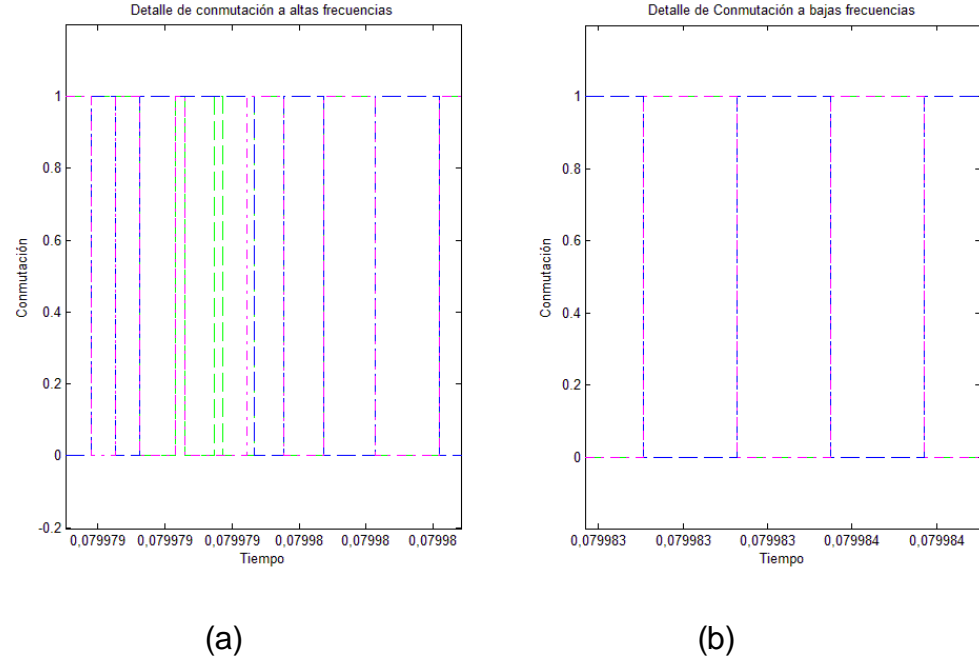 Detalle de conmutación a altas frecuencias
1
0.8
0.6
0.4
0.2
0
-0.2
Conmutación
0,079979 0,079979 0,079979 0,07998 0,07998 0,07998
Tiempo
(a)
Detalle de Conmutación a bajas frecuencias
1
0.8
0.6
0.4
0.2
0
Conmutación
0,079983 0,079983 0,079983 0,079984 0,079984
Tiempo
(b)